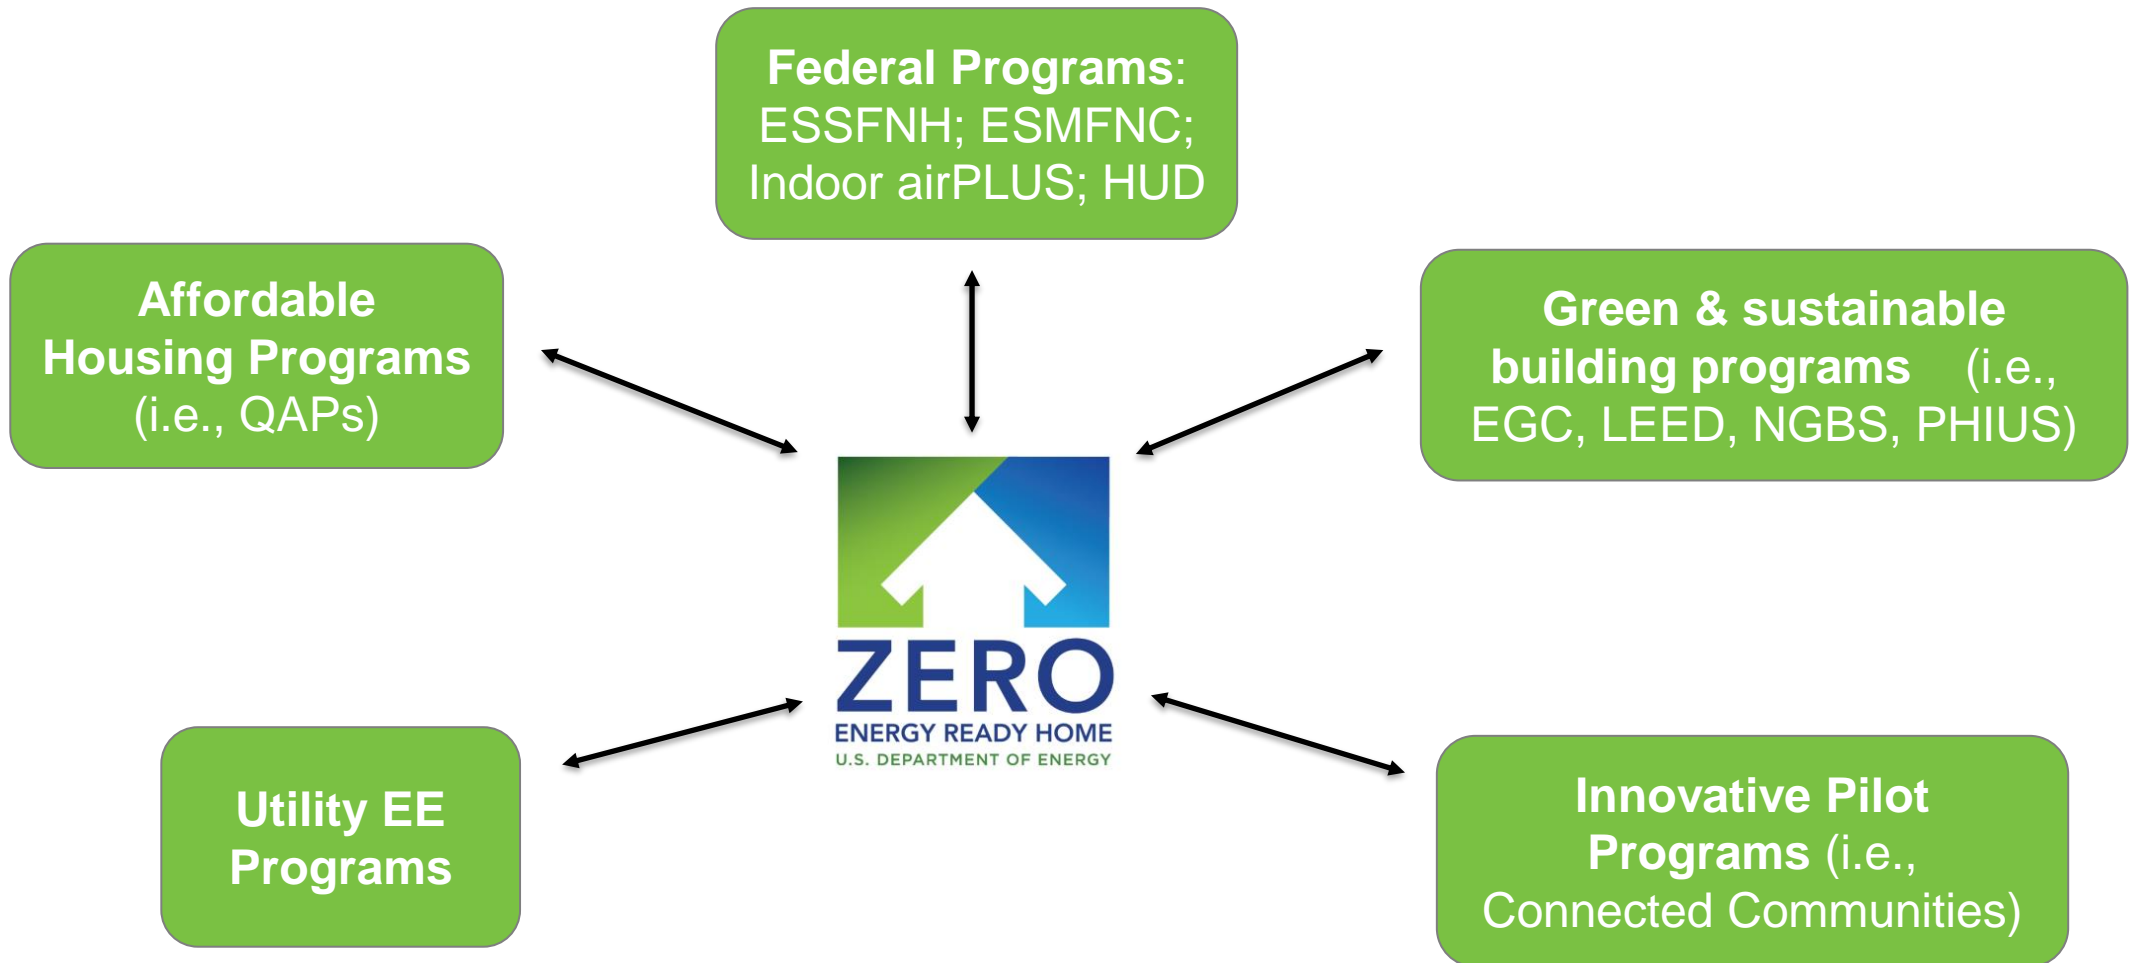 Federal Programs:
ESSFNH; ESMFNC;
Indoor airPLUS; HUD
Affordable
Housing Programs
(i.e., QAPs)
Green & sustainable
building programs (i.e.,
EGC, LEED, NGBS, PHIUS)
ZERO
ENERGY READY HOME
U.S. DEPARTMENT OF ENERGY
Utility EE
Programs
Innovative Pilot
Programs (i.e.,
Connected Communities)